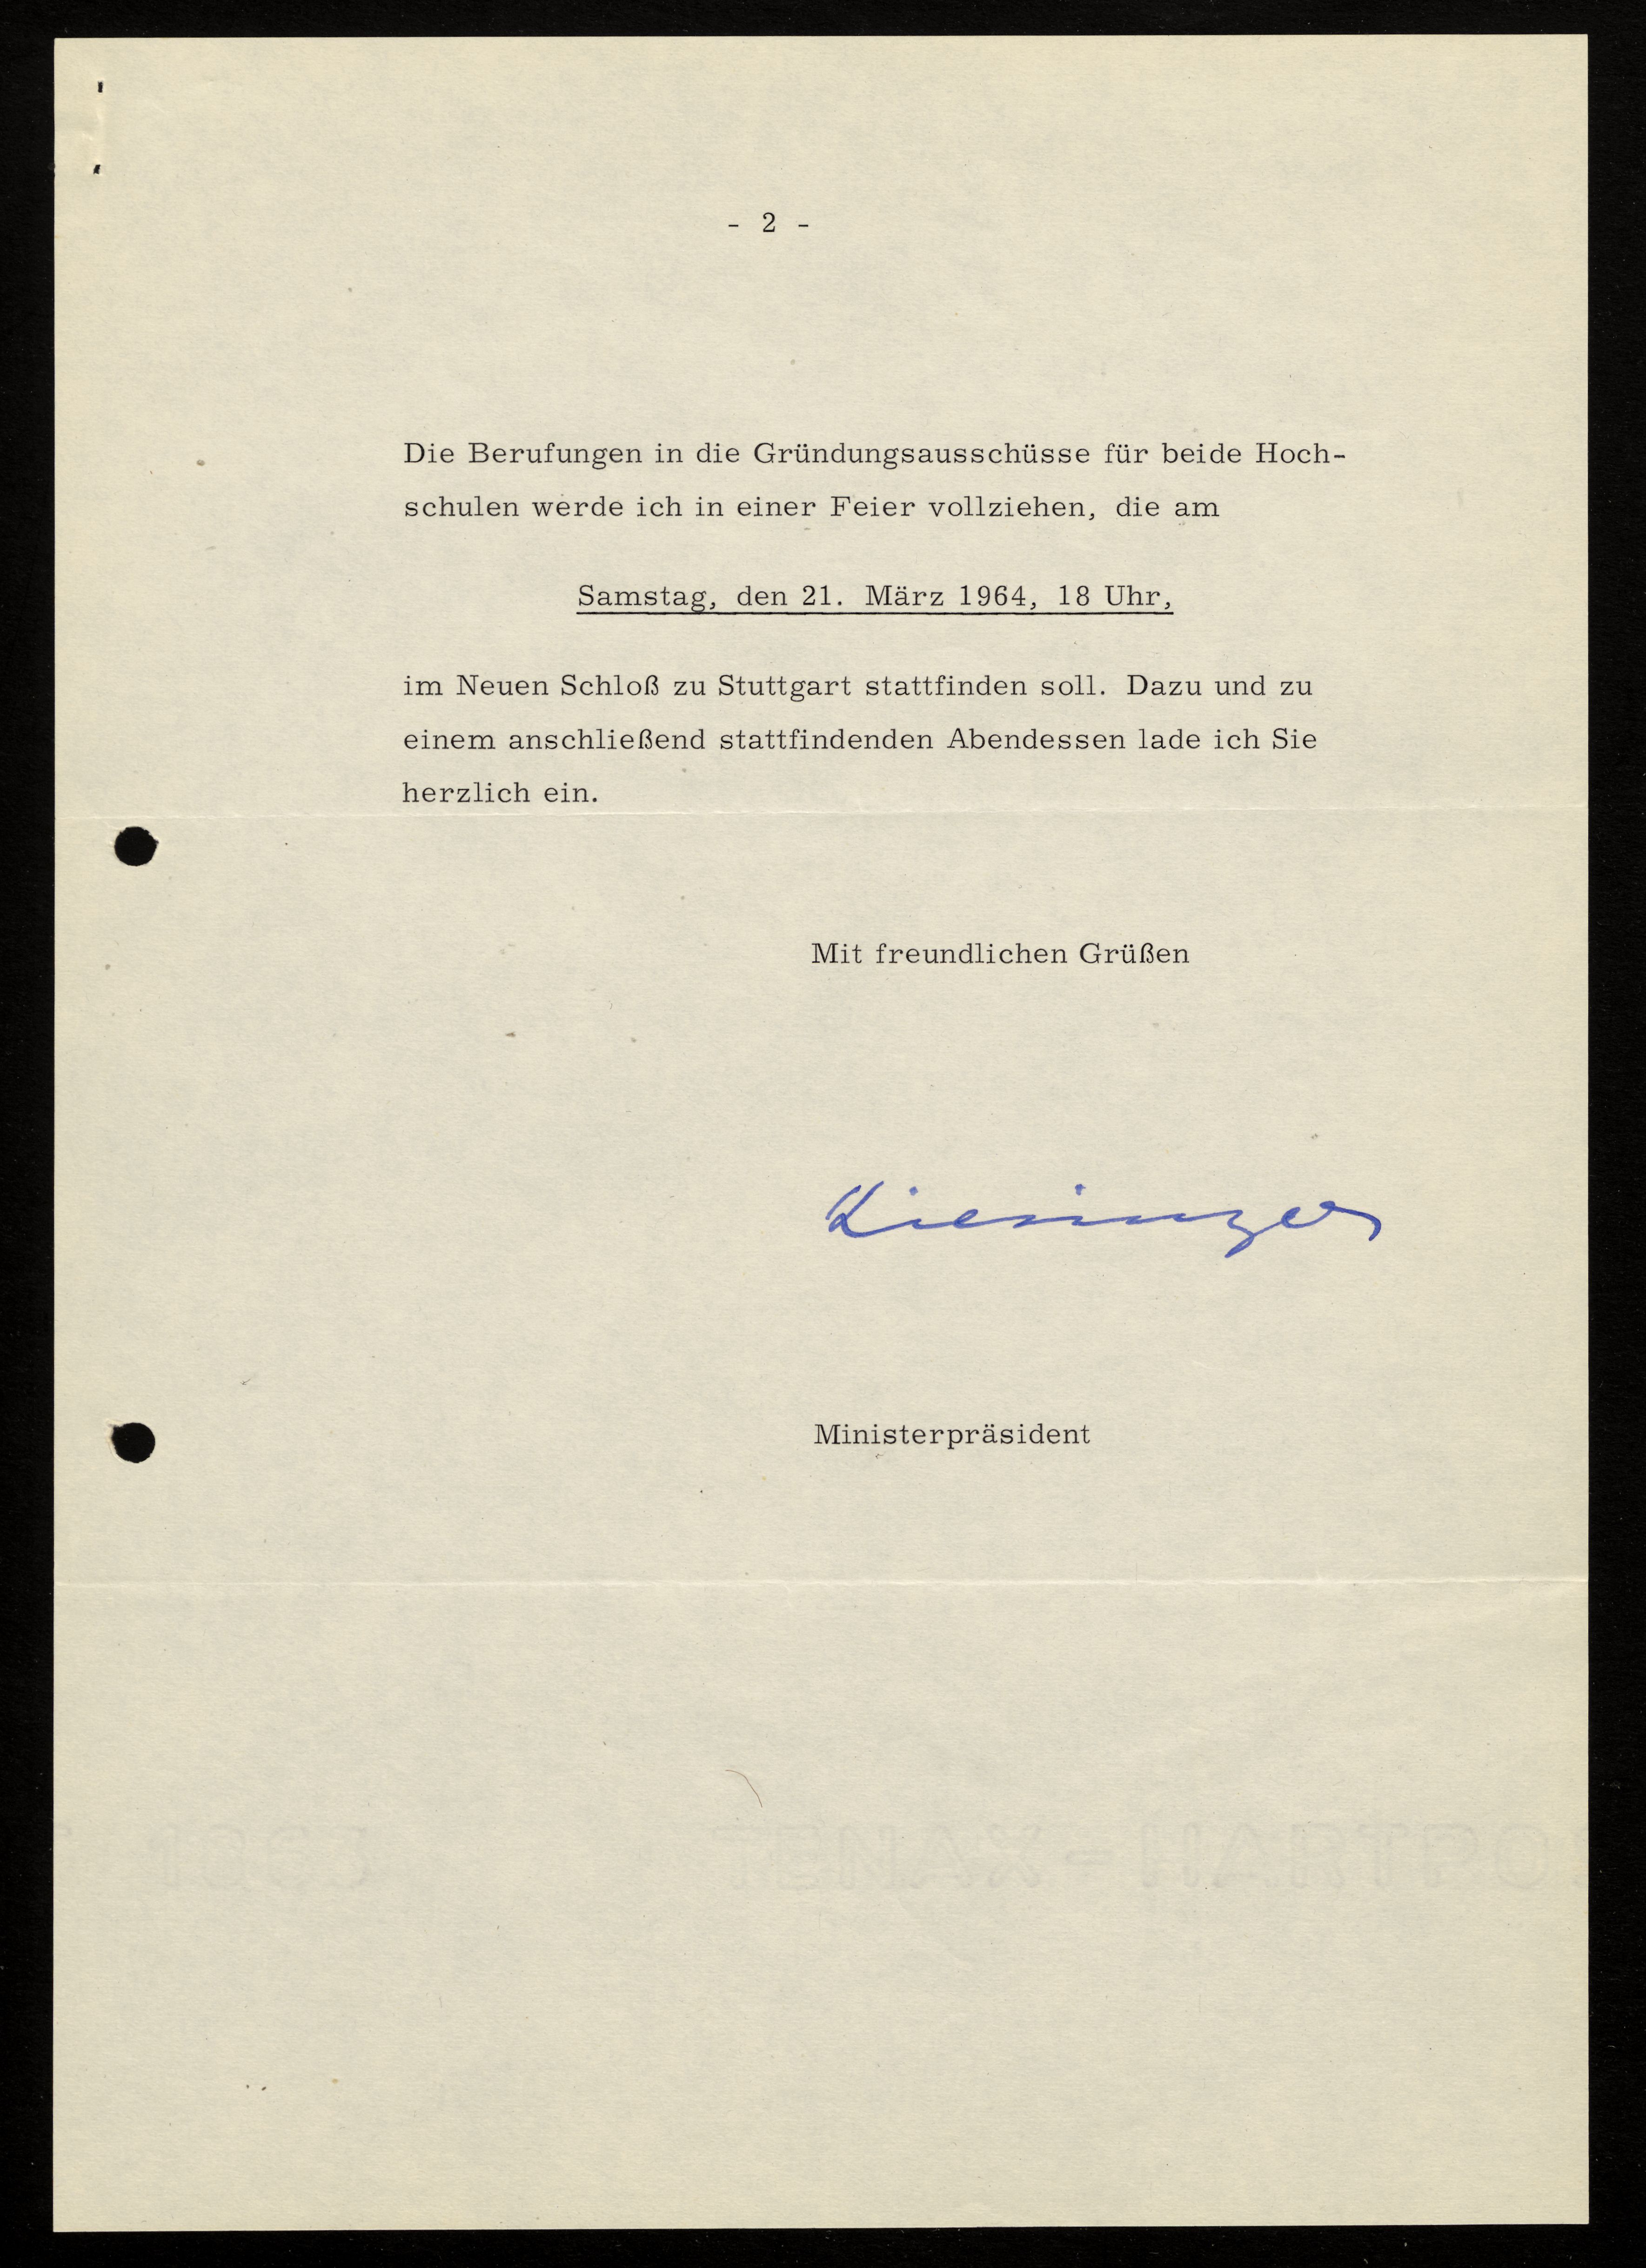 - 2 -
Die Berufungen in die Gründungsausschüsse für beide Hoch-
schulen werde ich in einer Feier vollziehen, die am
Samstag, den 21. März 1964, 18 Uhr,
im Neuen Schloß zu Stuttgart stattfinden soll. Dazu und zu
einem anschließend stattfindenden Abendessen lade ich Sie
herzlich ein.
Mit freundlichen Grüßen
Kiesinger
Ministerpräsident
TENAX-HARTPO